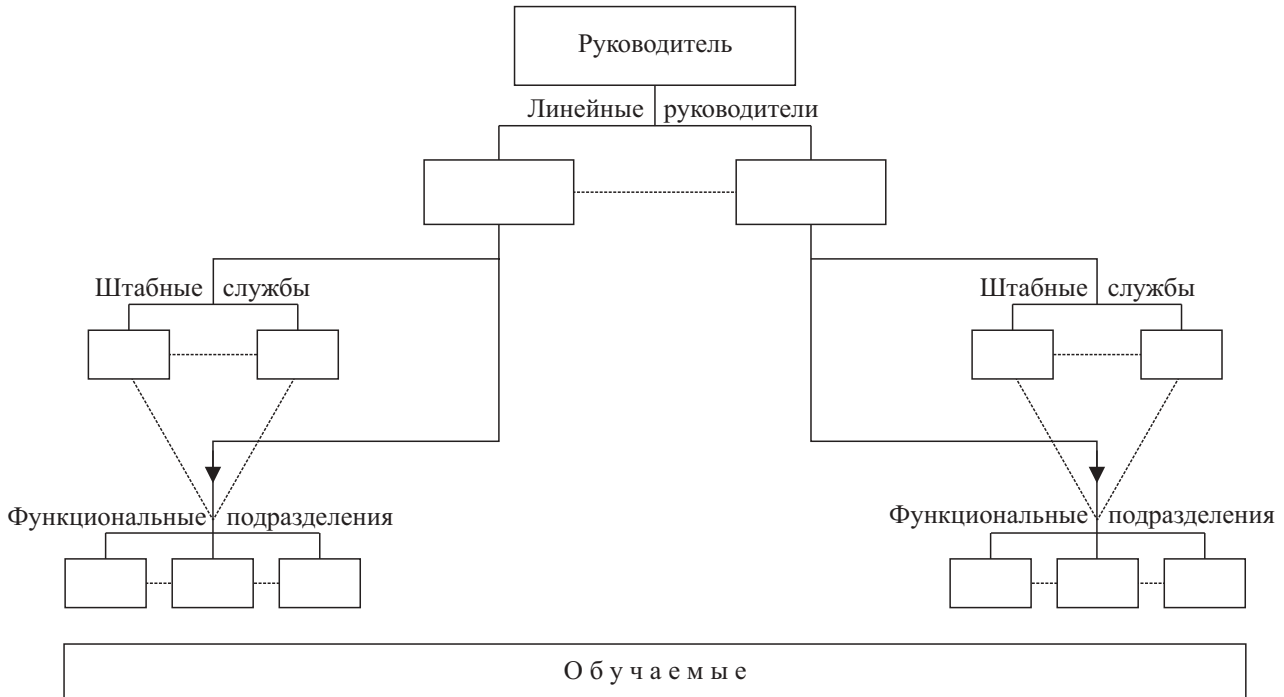 Руководитель
Линейные руководители
Штабные службы
Штабные службы
Функциональные подразделения
Функциональные подразделения
О б у ч а е м ы е